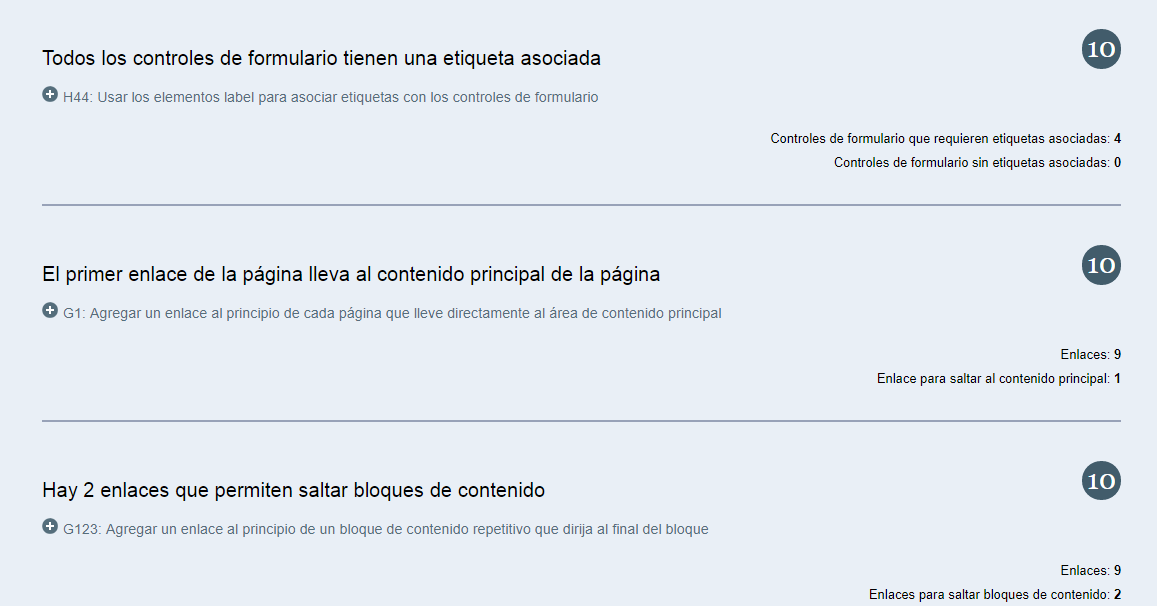 Todos los controles de formulario tienen una etiqueta asociada
10
H44: Usar los elementos label para asociar etiquetas con los controles de formulario
Controles de formulario que requieren etiquetas asociadas: 4
Controles de formulario sin etiquetas asociadas: 0
El primer enlace de la página lleva al contenido principal de la página
10
G1: Agregar un enlace al principio de cada página que lleve directamente al área de contenido principal
Enlaces: 9
Enlace para saltar al contenido principal: 1
Hay 2 enlaces que permiten saltar bloques de contenido
10
G123: Agregar un enlace al principio de un bloque de contenido repetitivo que dirija al final del bloque
Enlaces: 9
Enlaces para saltar bloques de contenido: 2